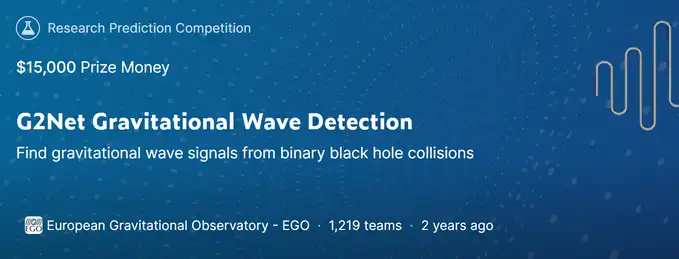 Research Prediction Competition
$15,000 Prize Money
G2Net Gravitational Wave Detection
Find gravitational wave signals from binary black hole collisions
EGO European Gravitational Observatory - EGO · 1,219 teams · 2 years ago